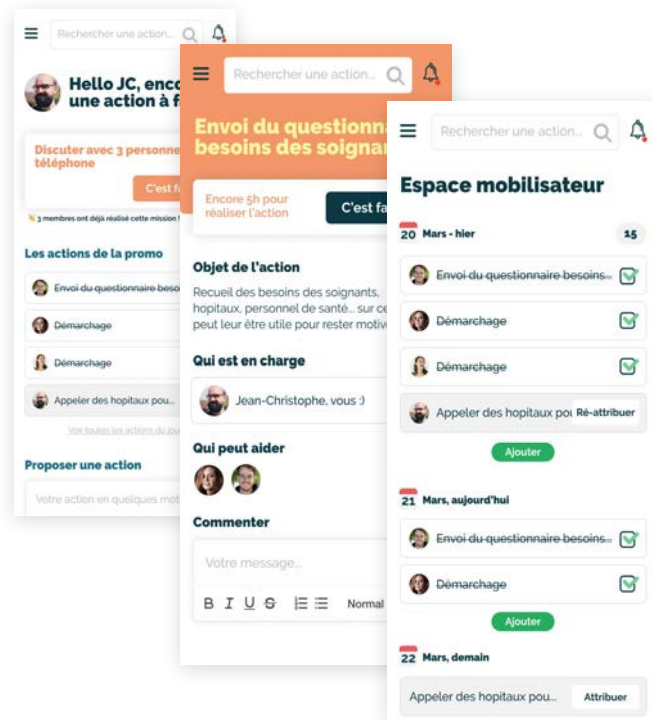 Rechercher une action...
Hello JC, enco
une action à f
Discuter avec 3 personne
téléphone
C'est fa
3 membres ont déjà réalisé cette mission !
Les actions de la promo
Envoi du questionnaire beso
Démarchage
Démarchage
Appeler des hopitaux pou...
Voir toutes les actions du jou
Proposer une action
Votre action en quelques mot
Rechercher une action...
Envoi du questionna
besoins des soignan
Encore 5h pour
réaliser l'action
C'est fa
Objet de l'action
Recueil des besoins des soignants,
hopitaux, personnel de santé... sur ce
peut leur être utile pour rester motiv
Qui est en charge
Jean-Christophe, vous :)
Qui peut aider
Commenter
Votre message...
B I U S Normal
Rechercher une action...
Espace mobilisateur
20 Mars - hier 15
Envoi du questionnaire besoins...
Démarchage
Démarchage
Appeler des hopitaux pou Ré-attribuer
Ajouter
21 Mars, aujourd'hui
Envoi du questionnaire besoins...
Démarchage
Ajouter
22 Mars, demain
Appeler des hopitaux pou... Attribuer